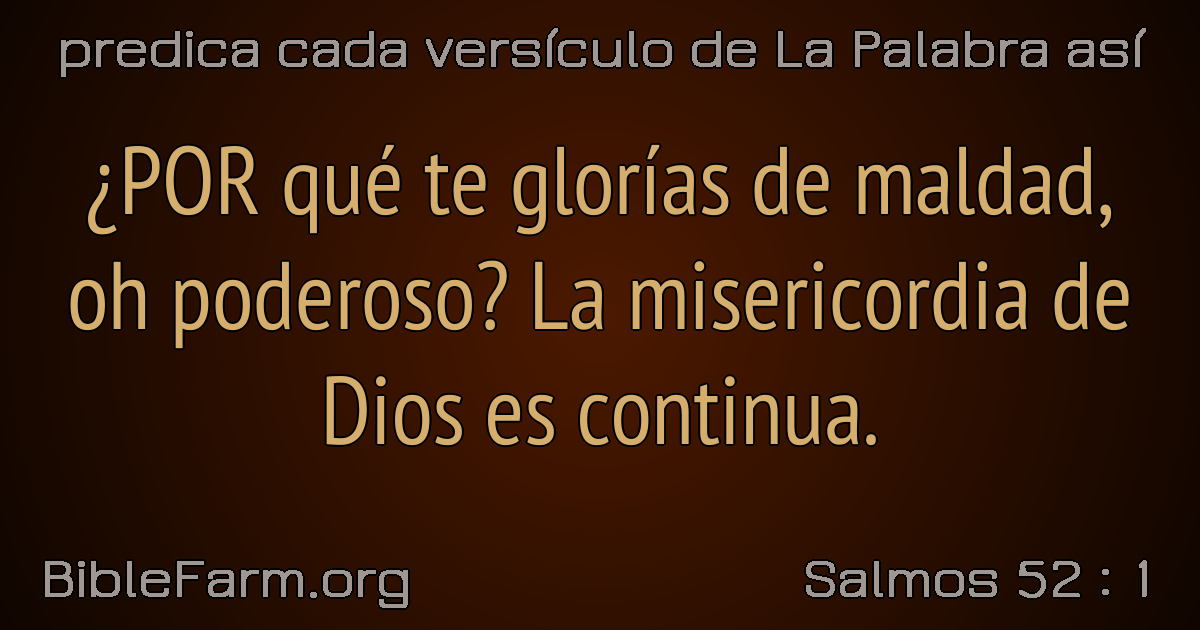 predica cada versículo de La Palabra así
¿POR qué te glorías de maldad,
oh poderoso? La misericordia de
Dios es continua.
BibleFarm.org
Salmos 52 : 1